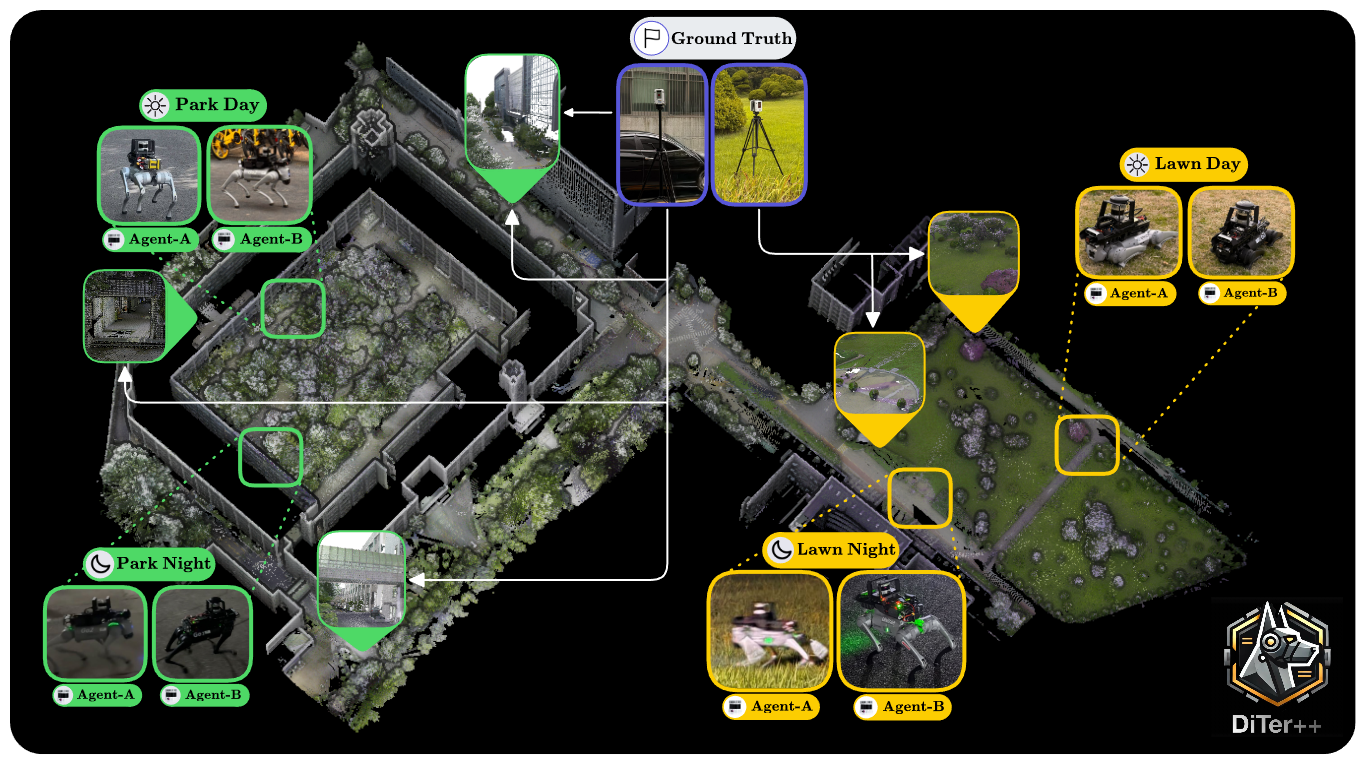 Ground Truth
Park Day
Agent-A
Agent-B
Lawn Day
Agent-A
Agent-B
Park Night
Agent-A
Agent-B
Lawn Night
Agent-A
Agent-B
DiTer++